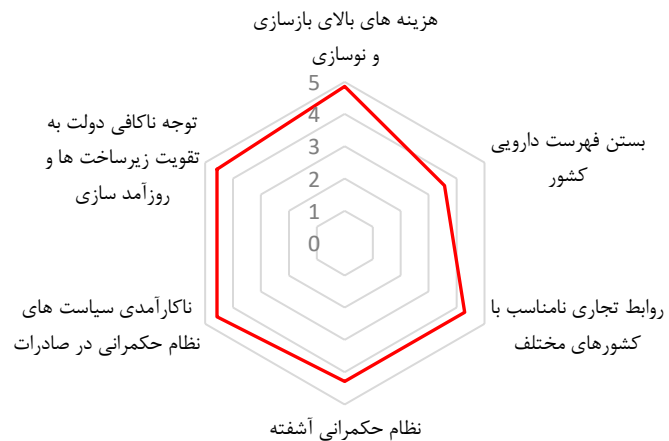 هزینه های بالای بازسازی
و نوسازی
بستن فهرست دارویی
کشور
روابط تجاری نامناسب با
کشورهای مختلف
نظام حکمرانی آشفته
ناکارآمدی سیاست های
نظام حکمرانی در صادرات
توجه ناکافی دولت به
تقویت زیرساخت ها و
روزآمد سازی
5
4
3
2
1
0